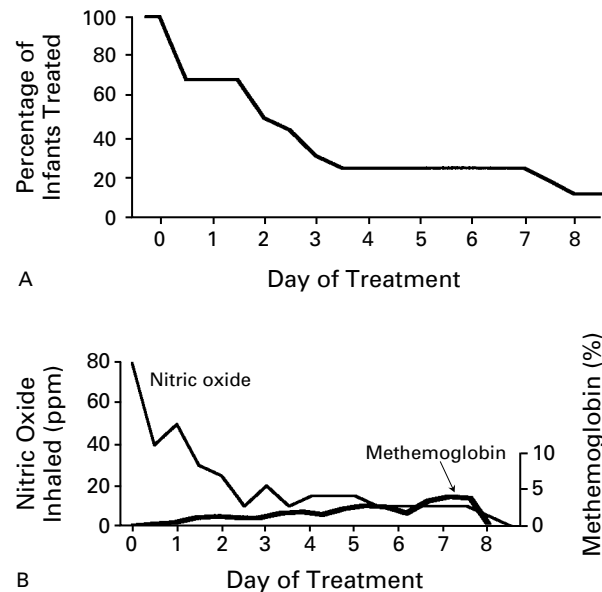 Percentage of
Infants Treated
100
80
60
40
20
0
0 1 2 3 4 5 6 7 8
A
Day of Treatment
Nitric Oxide
Inhaled (ppm)
80
60
40
20
0
Nitric oxide
Methemoglobin
10
5
0
Methemoglobin (%)
0 1 2 3 4 5 6 7 8
B
Day of Treatment